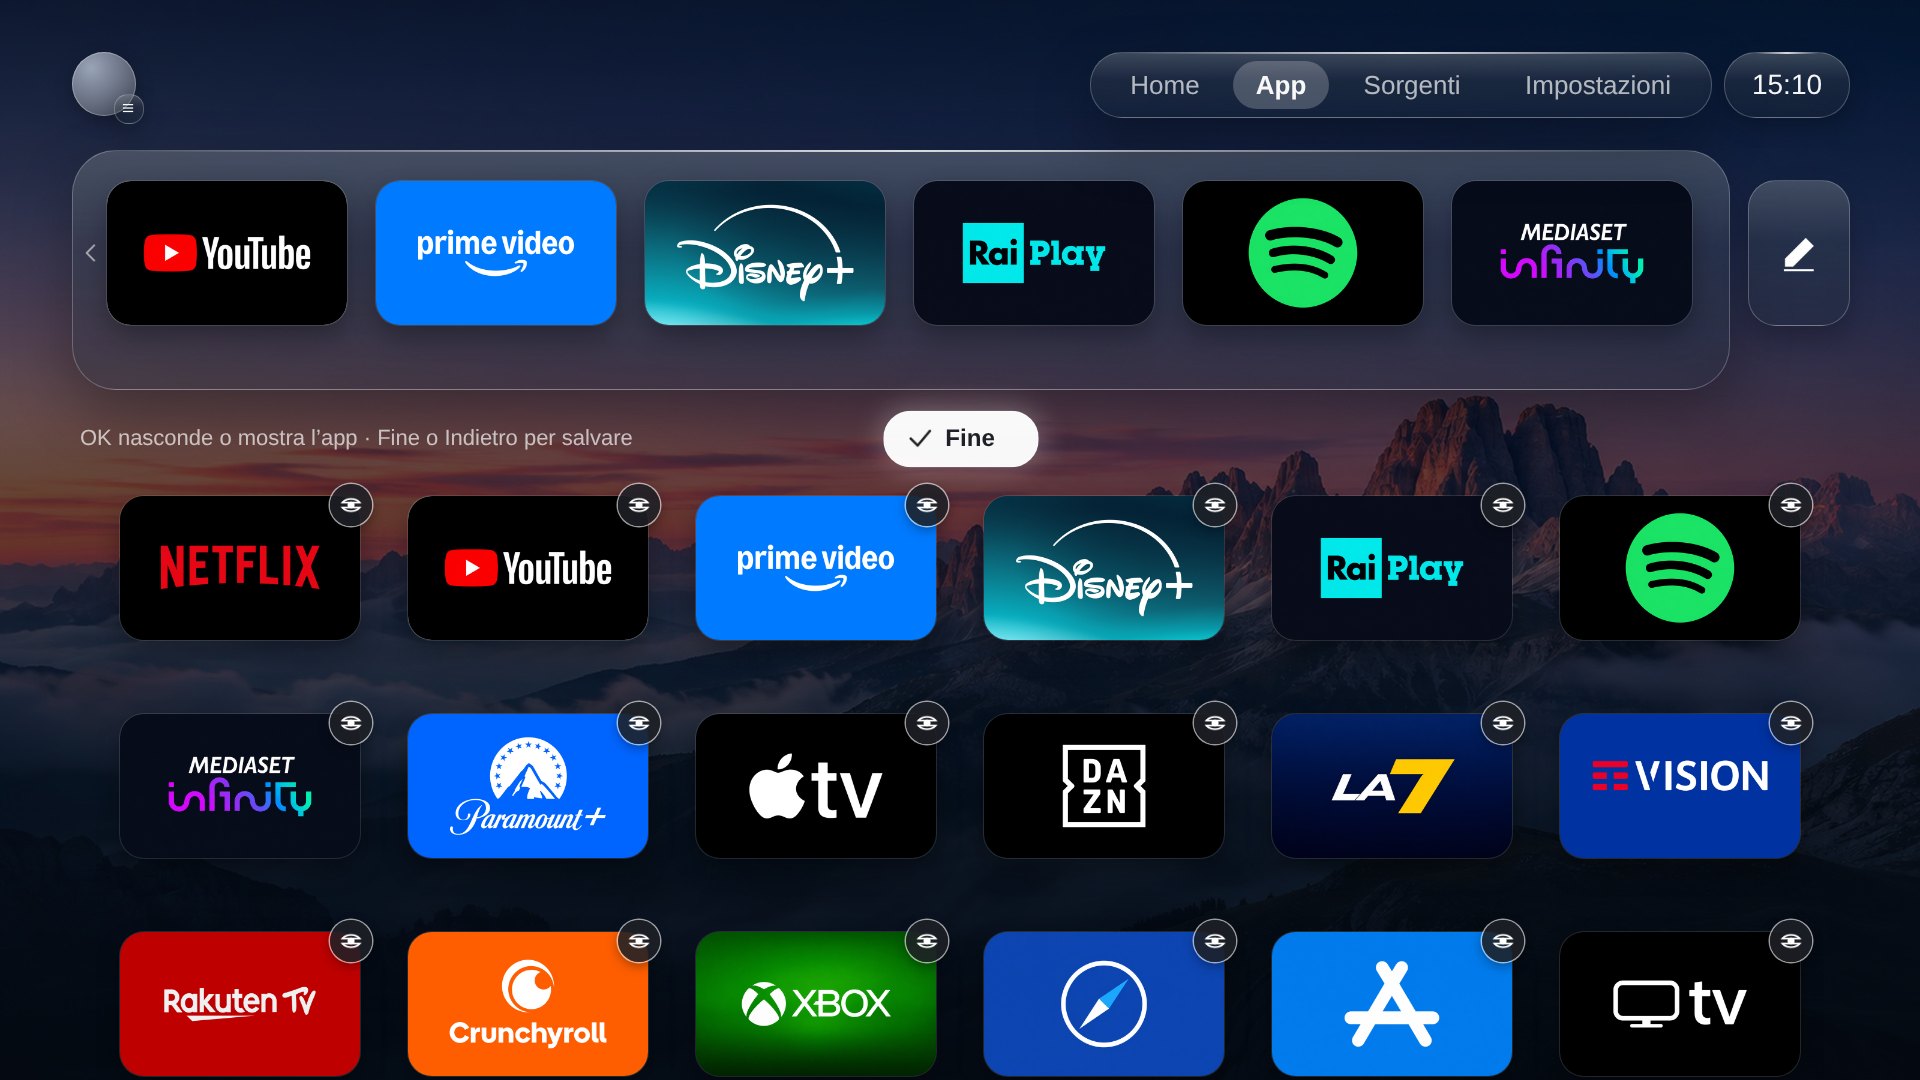 Home App Sorgenti Impostazioni 15:10
YouTube prime video Disney+ Rai Play MEDIASET infinity
OK nasconde o mostra l’app · Fine o Indietro per salvare
Fine
NETFLIX YouTube prime video Disney+ Rai Play
MEDIASET infinity Paramount+ tv DAZN LA7 VISION
Rakuten TV Crunchyroll XBOX tv